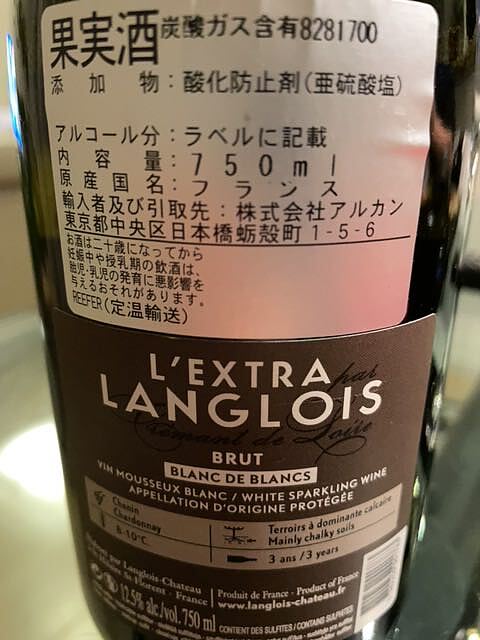 果実酒 炭酸ガス含有8281700
添加物：酸化防止剤(亜硫酸塩)
アルコール分：ラベルに記載
内容量：750ml
原産国名：フランス
輸入者及び引取先：株式会社アルカン
東京都中央区日本橋蛎殻町1-5-6
お酒は二十歳になってから
妊娠中や授乳期の飲酒は、
胎児・乳児の発育に悪影響を
与えるおそれがあります。
REEFER(定温輸送)
L'EXTRA par
LANGLOIS
Crémant de Loire
BRUT
BLANC DE BLANCS
VIN MOUSSEUX BLANC / WHITE SPARKLING WINE
APPELLATION D'ORIGINE PROTÉGÉE
Chenin
Chardonnay
8-10°C
Terroirs à dominante calcaire
Mainly chalky soils
3 ans / 3 years
par Langlois-Chateau
St Florent - France
Produit de France - Product of France
www.langlois-chateau.fr
12.5% alc./vol. 750 ml
CONTIENT DES SULFITES / CONTAINS SULPHITES